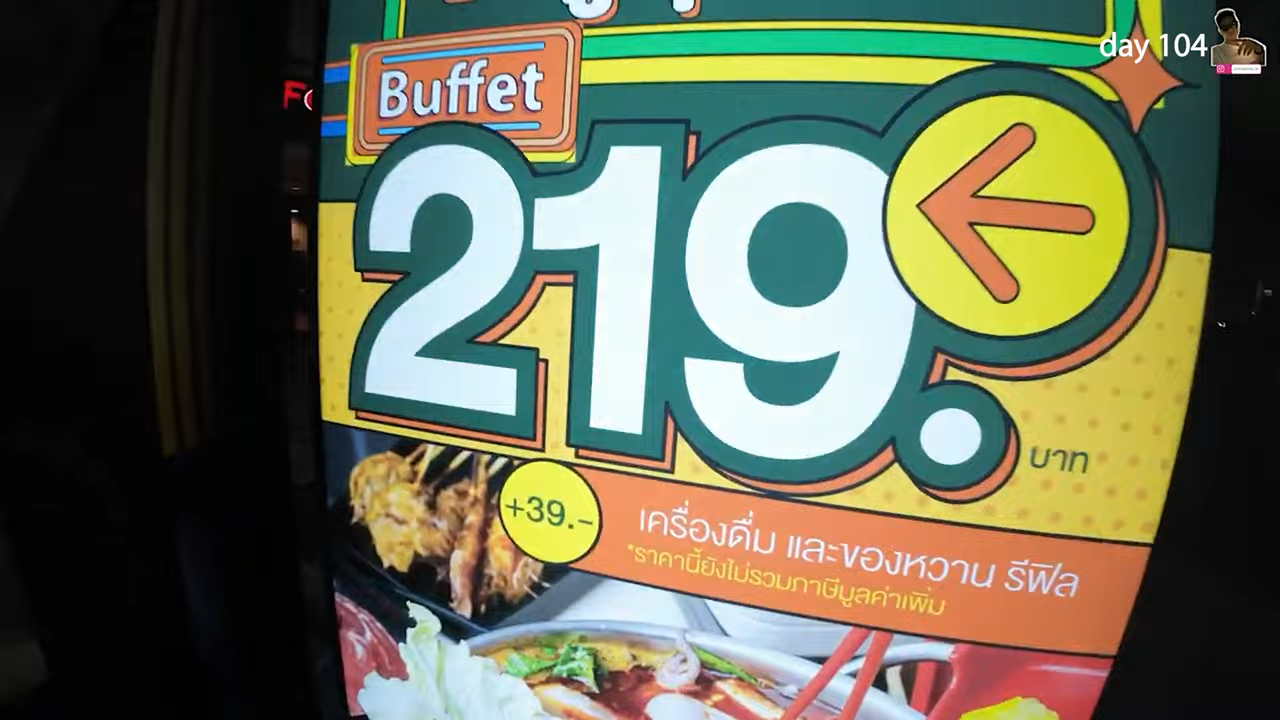 day 104
Buffet
219.
บาท
+39.-
เครื่องดื่ม และของหวาน รีฟิล
*ราคานี้ยังไม่รวมภาษีมูลค่าเพิ่ม